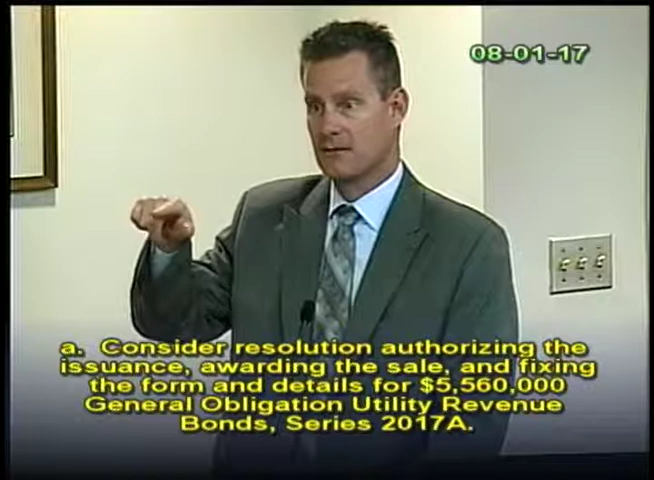 08-01-17
a. Consider resolution authorizing the
issuance, awarding the sale, and fixing
the form and details for $5,560,000
General Obligation Utility Revenue
Bonds, Series 2017A.